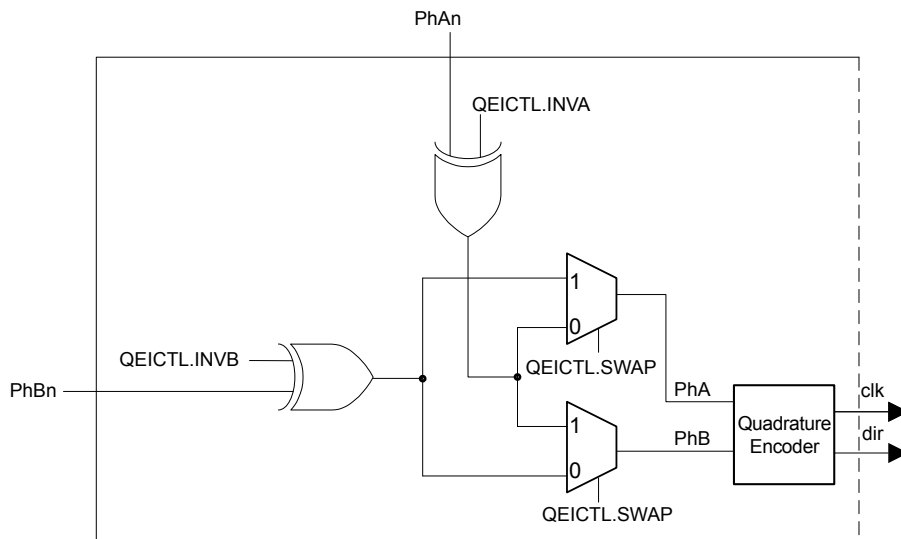 PhAn
QEICTL.INVA
1
0
QEICTL.INVB
PhBn
QEICTL.SWAP
PhA
clk
1
Quadrature
Encoder
dir
PhB
0
QEICTL.SWAP